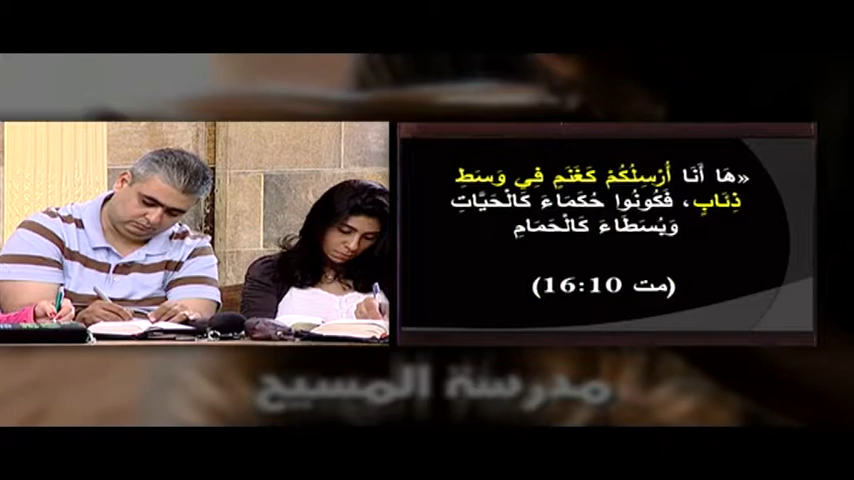 «هَا أَنَا أُرْسِلُكُمْ كَغَنَمٍ فِي وَسَطِ
ذِئَابٍ، فَكُونُوا حُكَمَاءَ كَالْحَيَّاتِ
وَبُسَطَاءَ كَالْحَمَامِ
(مت 16:10)
مدرسة المسيح